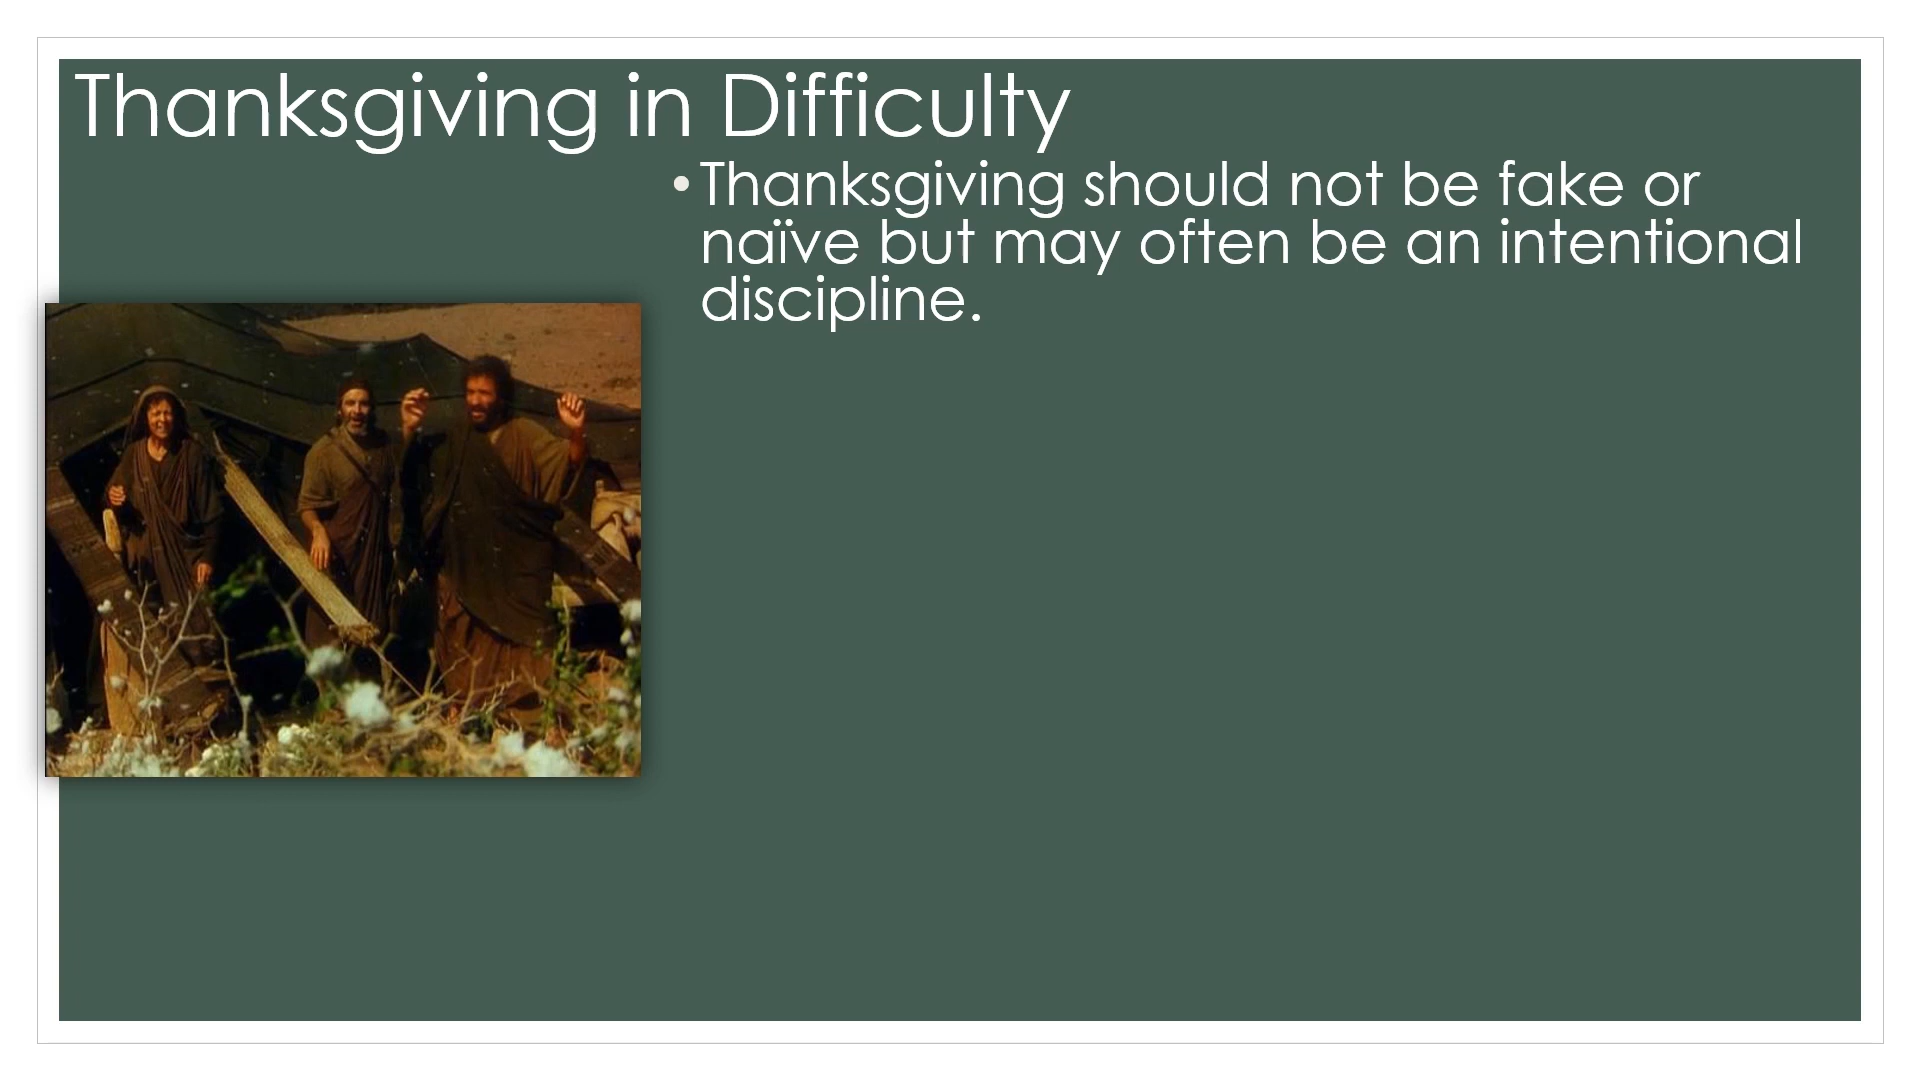 Thanksgiving in Difficulty
• Thanksgiving should not be fake or
naïve but may often be an intentional
discipline.